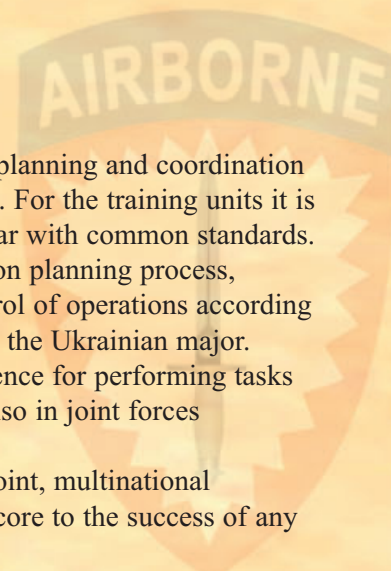 AIRBORNE
planning and coordination
. For the training units it is
ar with common standards.
on planning process,
rol of operations according
the Ukrainian major.
ence for performing tasks
so in joint forces
oint, multinational
core to the success of any